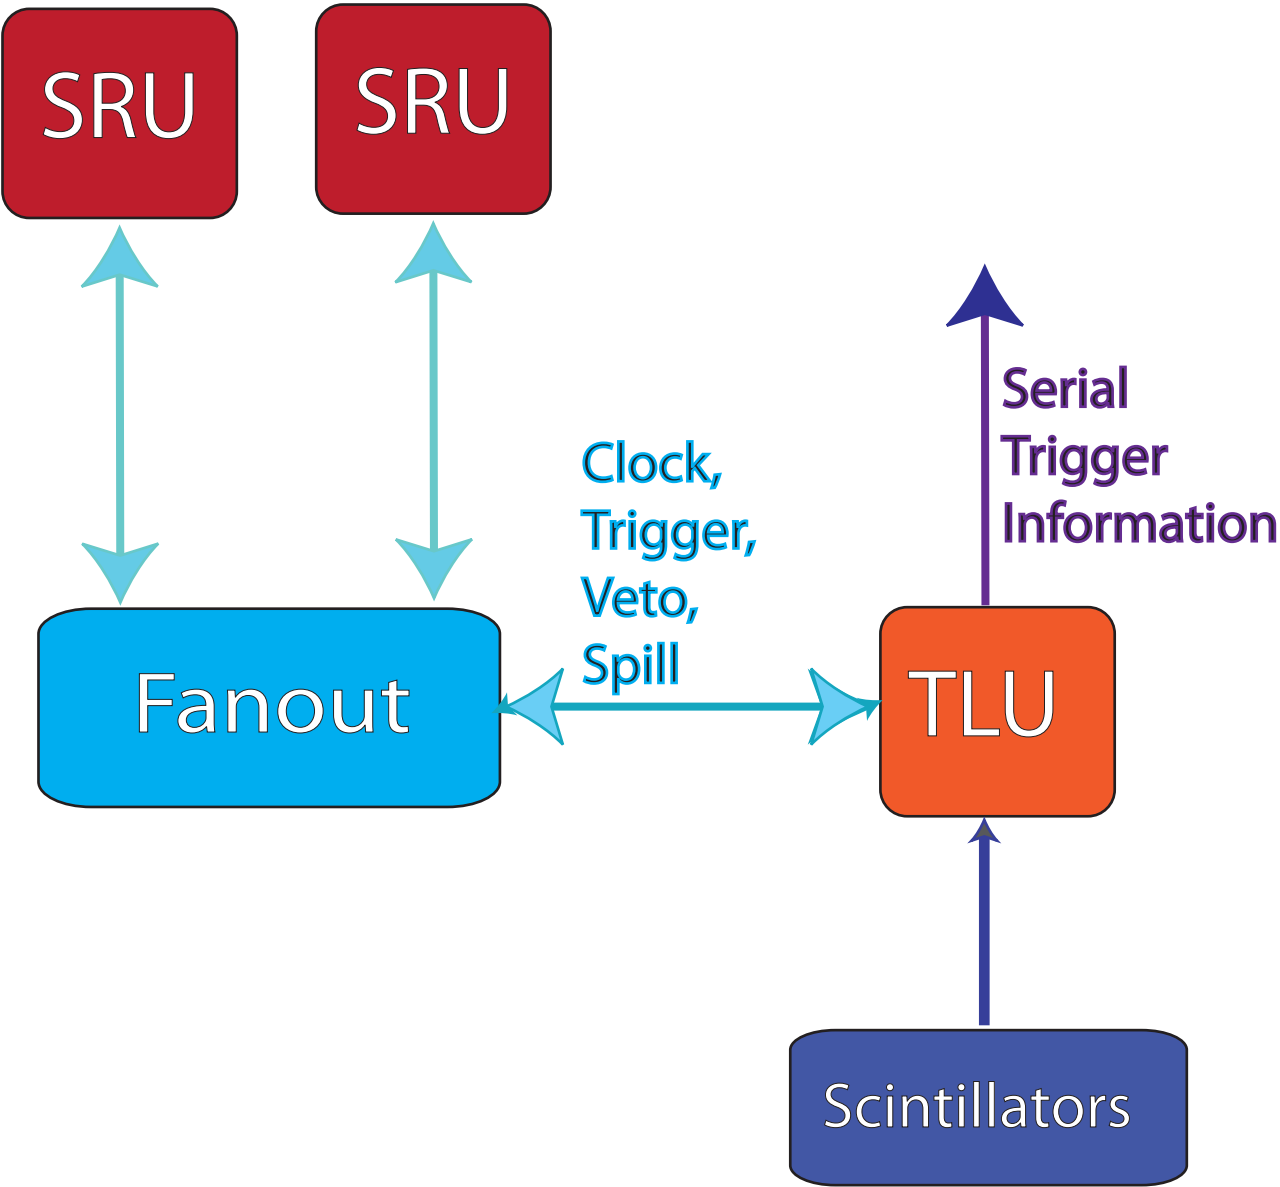 SRU
SRU
Serial
Trigger
Information
Clock,
Trigger,
Veto,
Spill
Fanout
TLU
Scintillators